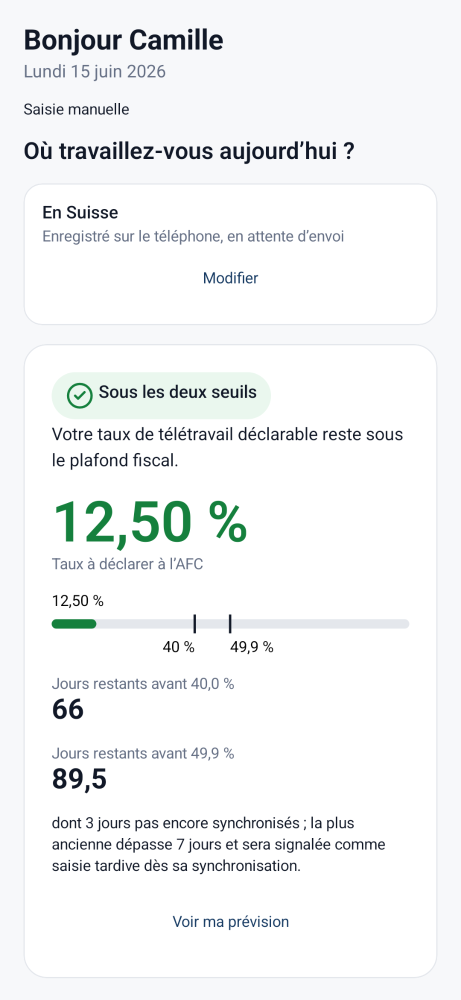 Bonjour Camille
Lundi 15 juin 2026
Saisie manuelle
Où travaillez-vous aujourd’hui ?
En Suisse
Enregistré sur le téléphone, en attente d’envoi
Modifier
Sous les deux seuils
Votre taux de télétravail déclarable reste sous
le plafond fiscal.
12,50 %
Taux à déclarer à l’AFC
12,50 %
40 %
49,9 %
Jours restants avant 40,0 %
66
Jours restants avant 49,9 %
89,5
dont 3 jours pas encore synchronisés ; la plus
ancienne dépasse 7 jours et sera signalée comme
saisie tardive dès sa synchronisation.
Voir ma prévision